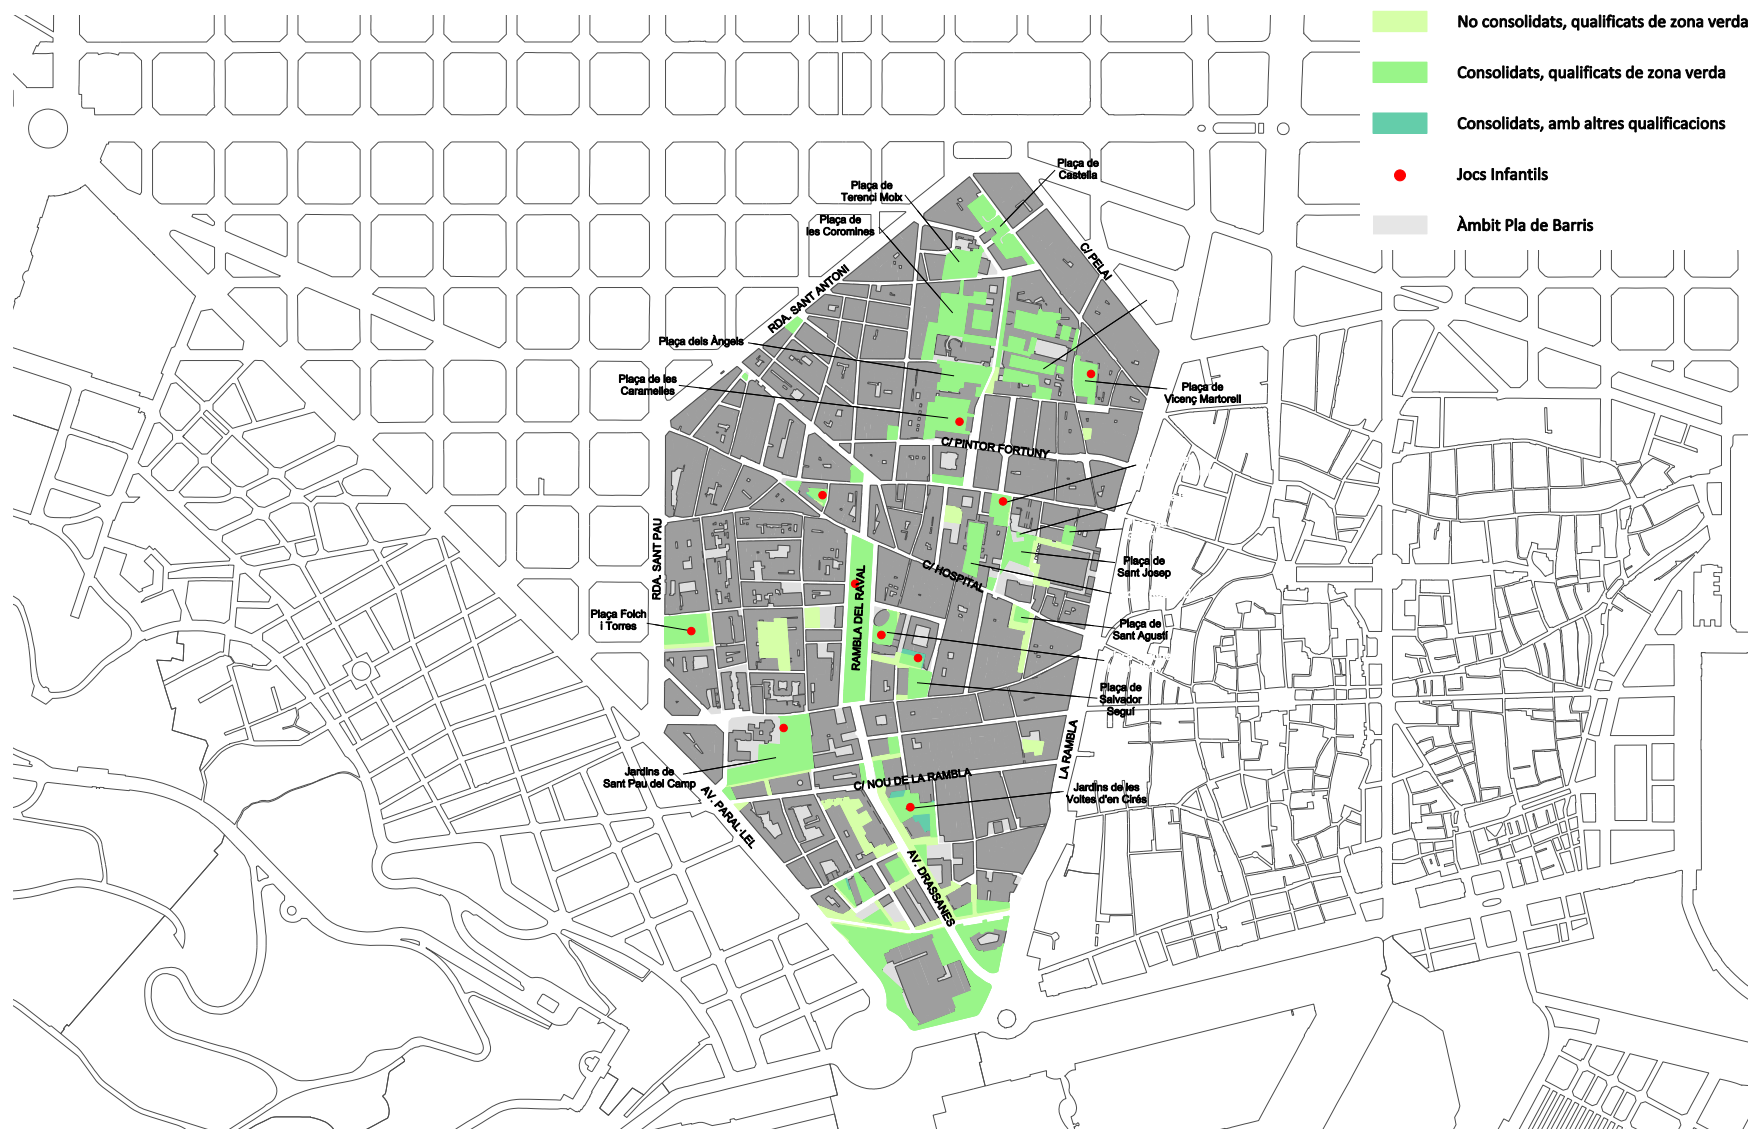 No consolidats, qualificats de zona verda
Consolidats, qualificats de zona verda
Consolidats, amb altres qualificacions
Jocs Infantils
Àmbit Pla de Barris
Plaça de
Castella
Plaça de
Terenci Moix
Plaça de
les Coromines
C/ PELAI
RDA. SANT ANTONI
Plaça dels Àngels
Plaça de les
Caramelles
Plaça de
Vicenç Martorell
C/ PINTOR FORTUNY
RDA. SANT PAU
C/ HOSPITAL
Plaça de
Sant Josep
RAMBLA DEL RAVAL
Plaça Folch
i Torres
Plaça de
Sant Agustí
Plaça de
Salvador
Seguí
LA RAMBLA
Jardins de
Sant Pau del Camp
C/ NOU DE LA RAMBLA
Jardins de les
Voltes d'en Cirés
AV. PARAL·LEL
AV. DRASSANES